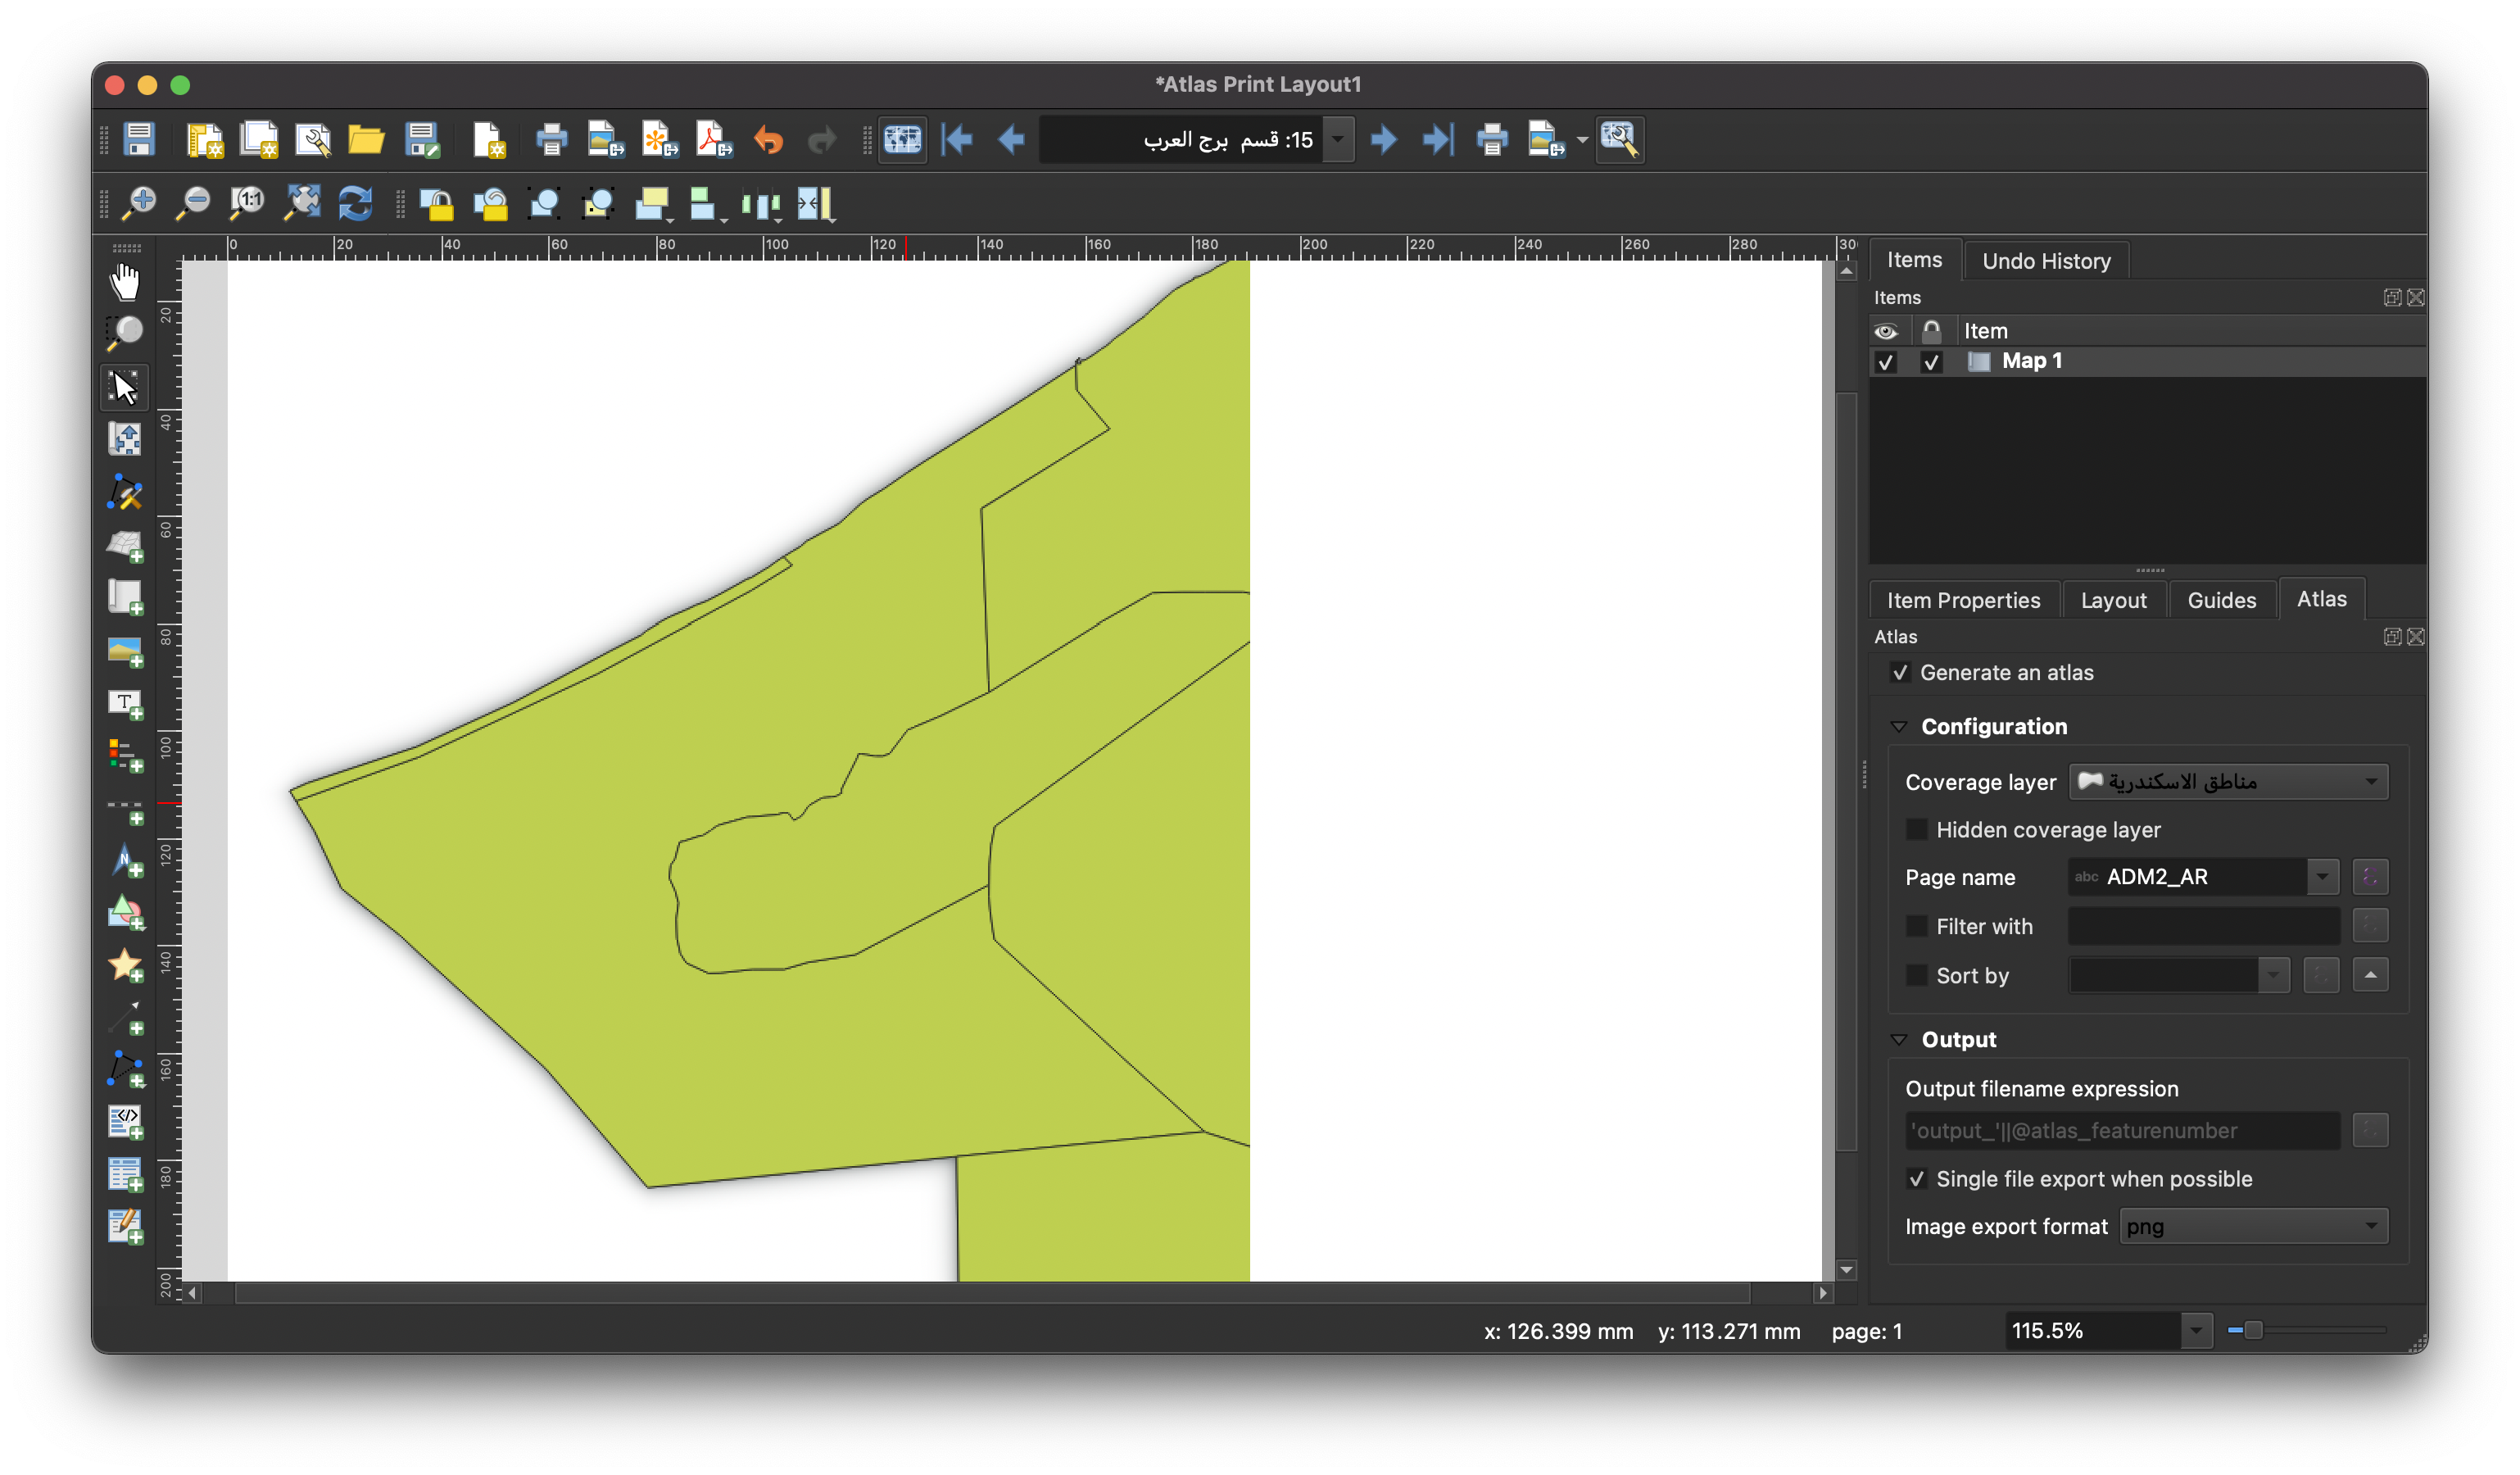 *Atlas Print Layout1
15: قسم برج العرب
1:1
0 20 40 60 80 100 120 140 160 180 200 220 240 260 280 30
20
40
60
80
100
120
140
160
180
200
T
N
Items Undo History
Items
Item
Map 1
Item Properties Layout Guides Atlas
Atlas
Generate an atlas
Configuration
Coverage layer مناطق الاسكندرية
Hidden coverage layer
Page name abc ADM2_AR
Filter with
Sort by
Output
Output filename expression
'output_'||@atlas_featurenumber
Single file export when possible
Image export format png
x: 126.399 mm y: 113.271 mm page: 1 115.5%